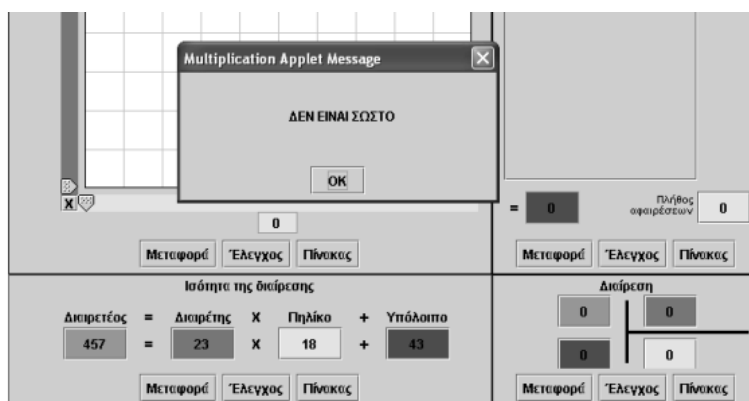 Multiplication Applet Message
ΔΕΝ ΕΙΝΑΙ ΣΩΣΤΟ
OK
X
0
Μεταφορά Έλεγχος Πίνακας
= 0 Πλήθος αφαιρέσεων 0
Μεταφορά Έλεγχος Πίνακας
Ισότητα της διαίρεσης
Διαιρετέος = Διαιρέτης X Πηλίκο + Υπόλοιπο
457 = 23 X 18 + 43
Μεταφορά Έλεγχος Πίνακας
Διαίρεση
0 0
0 0
Μεταφορά Έλεγχος Πίνακας